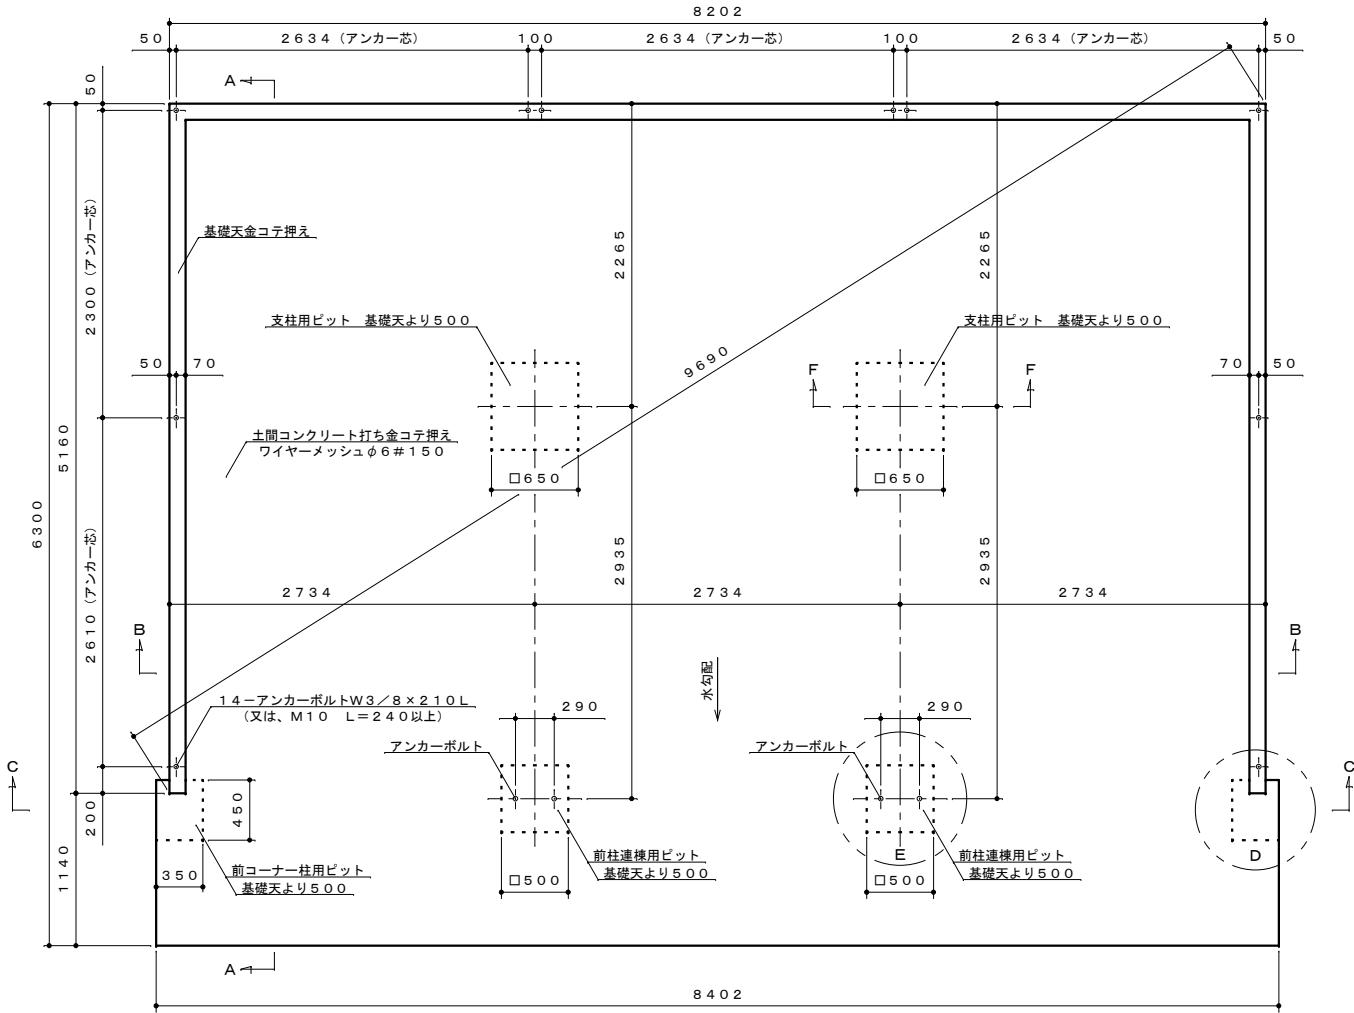 8202
50
2634（アンカー芯）
100
2634（アンカー芯）
100
2634（アンカー芯）
50
A
50
基礎天金コテ押え
2300（アンカー芯）
2265
2265
支柱用ピット　基礎天より500
支柱用ピット　基礎天より500
9690
50
70
F
F
70
50
土間コンクリート打ち金コテ押え
ワイヤーメッシュφ6＃150
5160
□650
□650
6300
2610（アンカー芯）
2935
2935
2734
2734
2734
B
B
水勾配
14－アンカーボルトW3／8×210L
（又は、M10　L＝240以上）
290
290
アンカーボルト
アンカーボルト
C
C
200
450
1140
350
前コーナー柱用ピット
基礎天より500
前柱連棟用ピット
基礎天より500
□500
E
前柱連棟用ピット
基礎天より500
□500
D
A
8402